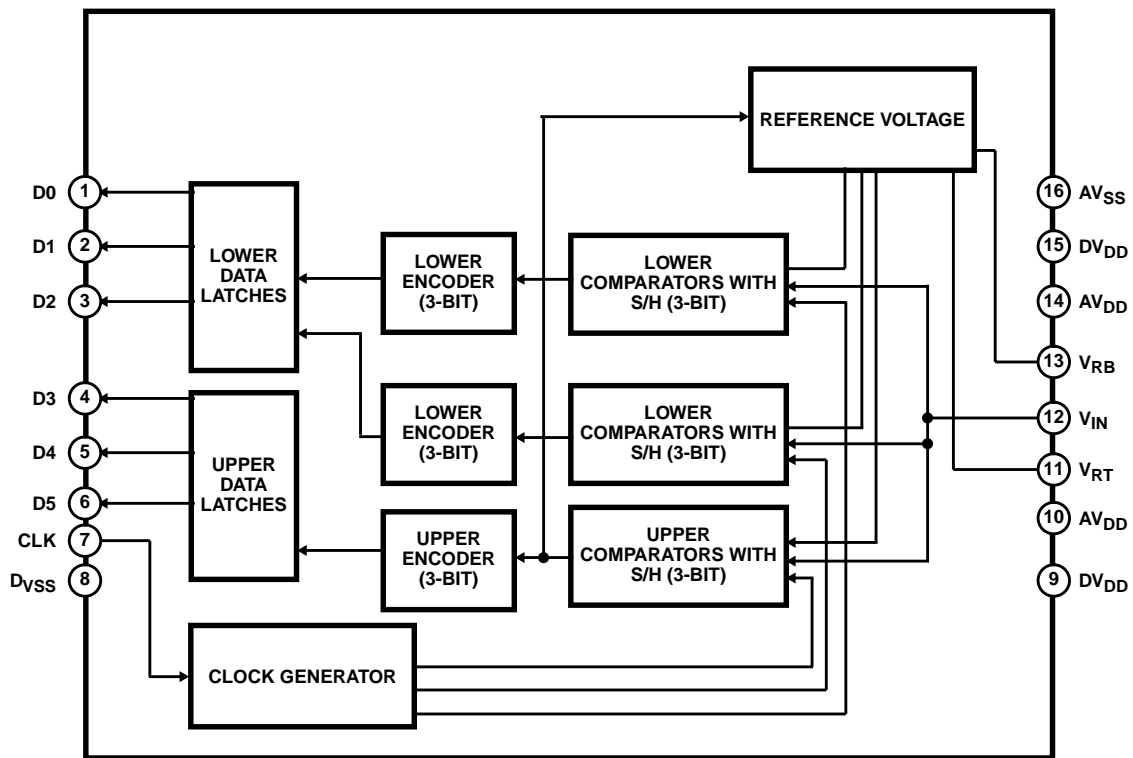 REFERENCE VOLTAGE
D0
1
D1
2
D2
3
D3
4
D4
5
D5
6
CLK
7
DVSS
8
LOWER
DATA
LATCHES
UPPER
DATA
LATCHES
LOWER
ENCODER
(3-BIT)
LOWER
ENCODER
(3-BIT)
UPPER
ENCODER
(3-BIT)
LOWER
COMPARATORS WITH
S/H (3-BIT)
LOWER
COMPARATORS WITH
S/H (3-BIT)
UPPER
COMPARATORS WITH
S/H (3-BIT)
CLOCK GENERATOR
16
AVSS
15
DVDD
14
AVDD
13
VRB
12
VIN
11
VRT
10
AVDD
9
DVDD